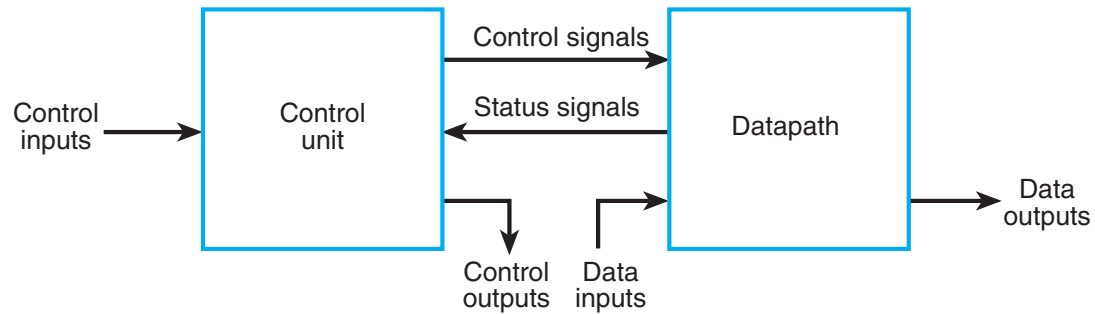 Control signals
Control
inputs
Control
unit
Status signals
Datapath
Data
outputs
Control
outputs
Data
inputs